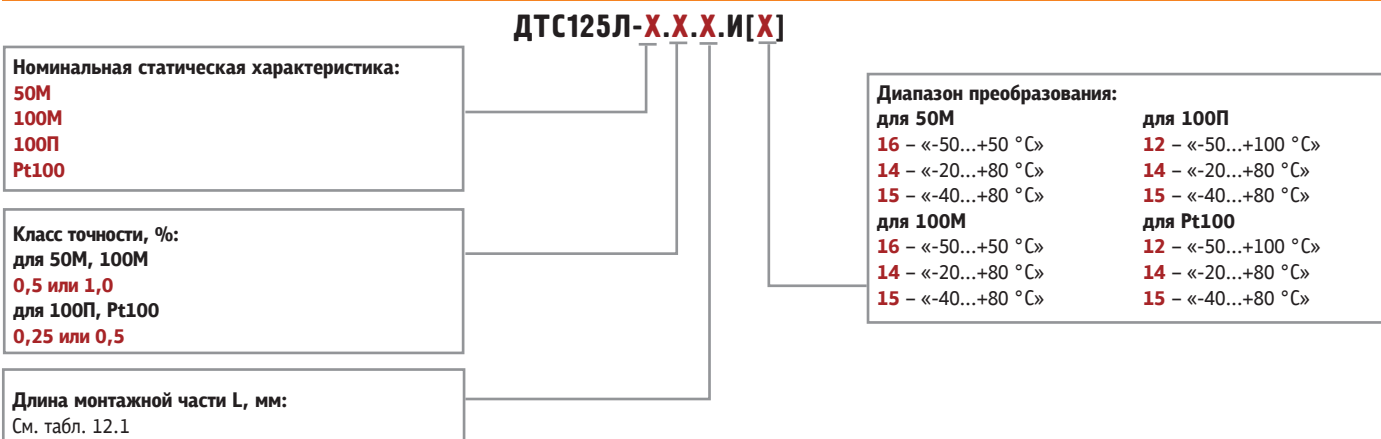 ДТС125Л-Х.Х.Х.И[Х]
Номинальная статическая характеристика:
50М
100М
100П
Pt100
Класс точности, %:
для 50М, 100М
0,5 или 1,0
для 100П, Pt100
0,25 или 0,5
Длина монтажной части L, мм:
См. табл. 12.1
Диапазон преобразования:
для 50М
16 – «-50...+50 °С»
14 – «-20...+80 °С»
15 – «-40...+80 °С»
для 100М
16 – «-50...+50 °С»
14 – «-20...+80 °С»
15 – «-40...+80 °С»
для 100П
12 – «-50...+100 °С»
14 – «-20...+80 °С»
15 – «-40...+80 °С»
для Pt100
12 – «-50...+100 °С»
14 – «-20...+80 °С»
15 – «-40...+80 °С»